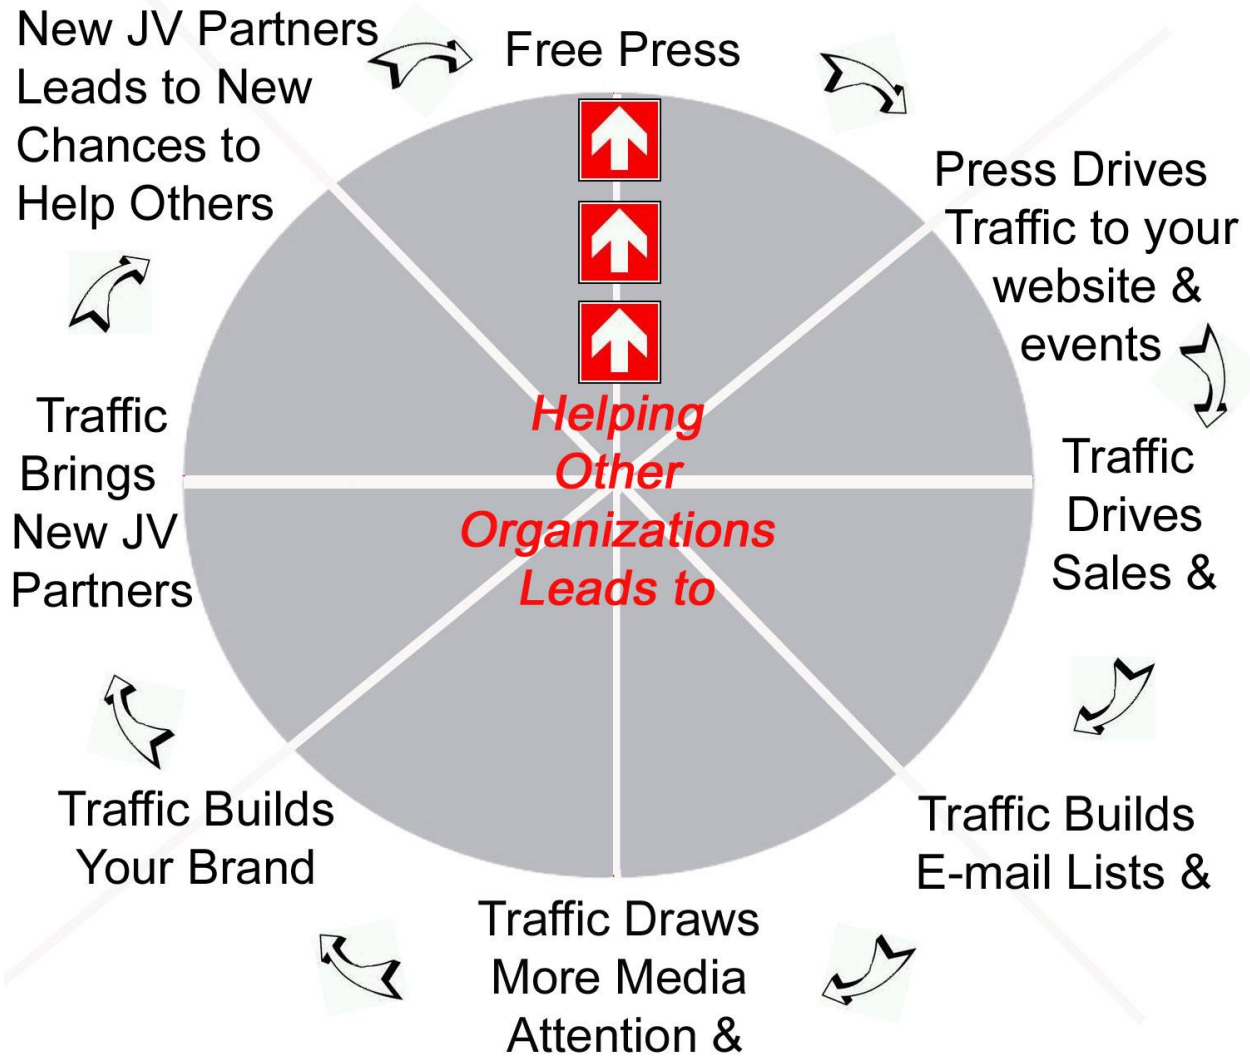 Free Press
Press Drives
Traffic to your
website &
events
Traffic
Drives
Sales &
Traffic Builds
E-mail Lists &
Traffic Draws
More Media
Attention &
Traffic Builds
Your Brand
Traffic
Brings
New JV
Partners
New JV Partners
Leads to New
Chances to
Help Others
Helping
Other
Organizations
Leads to